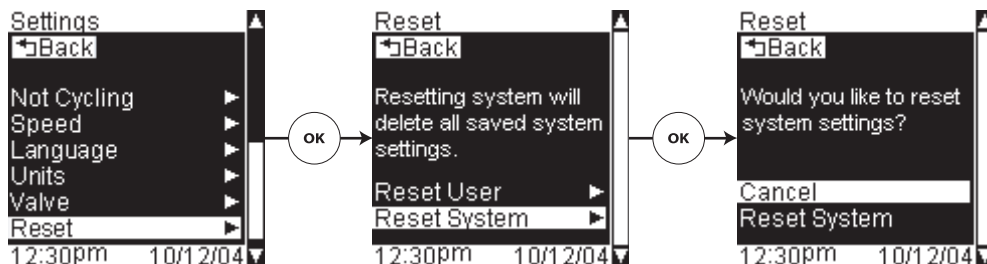 Settings
Back
Not Cycling
Speed
Language
Units
Valve
Reset
12:30pm 10/12/04
OK
Reset
Back
Resetting system will
delete all saved system
settings.
Reset User
Reset System
12:30pm 10/12/04
OK
Reset
Back
Would you like to reset
system settings?
Cancel
Reset System
12:30pm 10/12/04